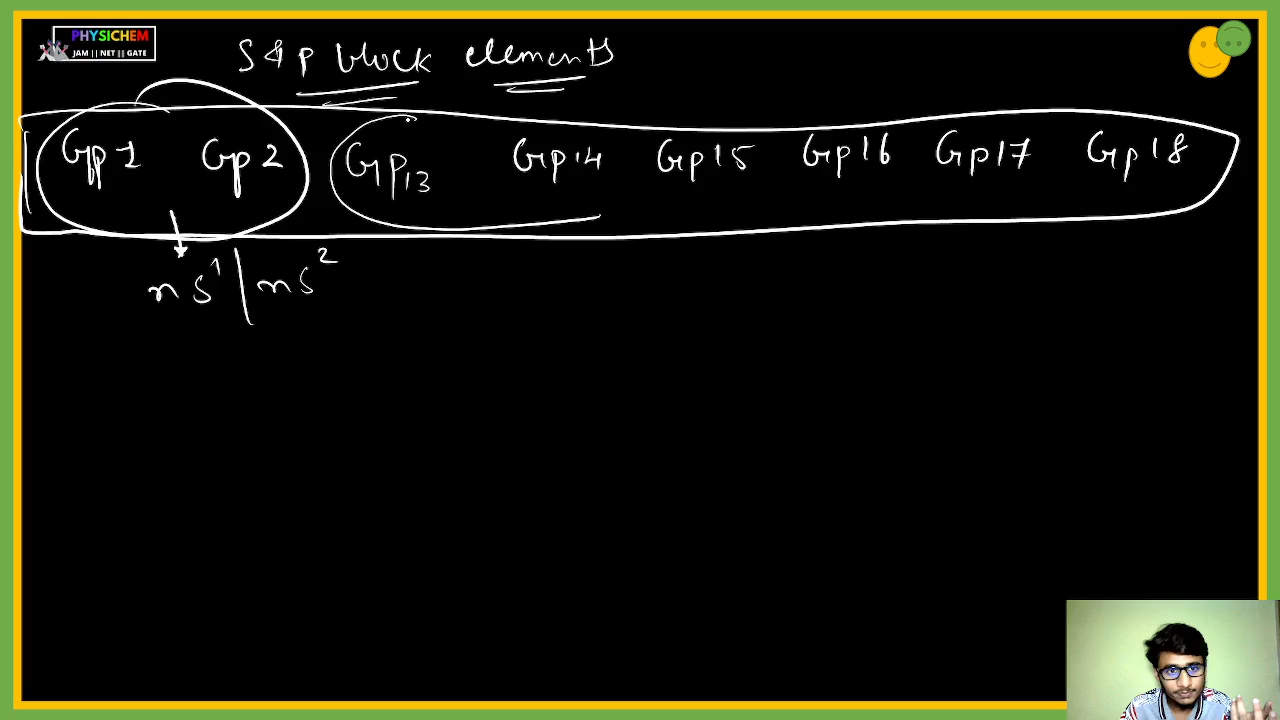 PHYSICHEM
JAM || NET || GATE
S & P block elements
Gp 1 Gp 2 Gp 13 Gp 14 Gp 15 Gp 16 Gp 17 Gp 18
ns¹ | ns²